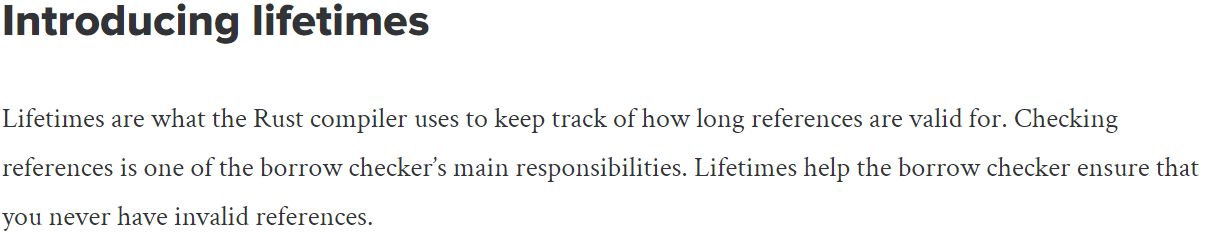 Introducing lifetimes
Lifetimes are what the Rust compiler uses to keep track of how long references are valid for. Checking
references is one of the borrow checker’s main responsibilities. Lifetimes help the borrow checker ensure that
you never have invalid references.